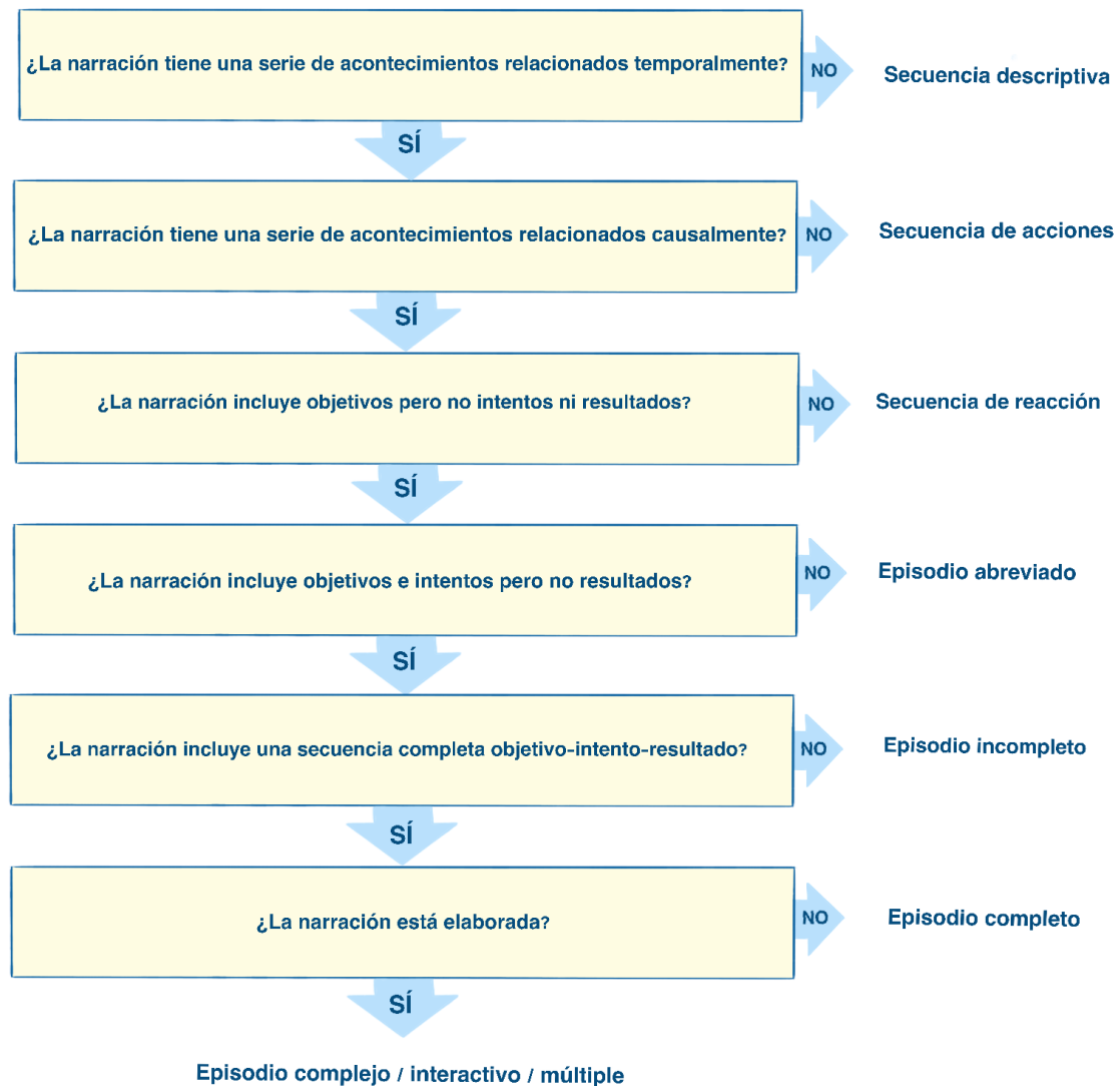 ¿La narración tiene una serie de acontecimientos relacionados temporalmente?
NO
Secuencia descriptiva
SÍ
¿La narración tiene una serie de acontecimientos relacionados causalmente?
NO
Secuencia de acciones
SÍ
¿La narración incluye objetivos pero no intentos ni resultados?
NO
Secuencia de reacción
SÍ
¿La narración incluye objetivos e intentos pero no resultados?
NO
Episodio abreviado
SÍ
¿La narración incluye una secuencia completa objetivo-intento-resultado?
NO
Episodio incompleto
SÍ
¿La narración está elaborada?
NO
Episodio completo
SÍ
Episodio complejo / interactivo / múltiple